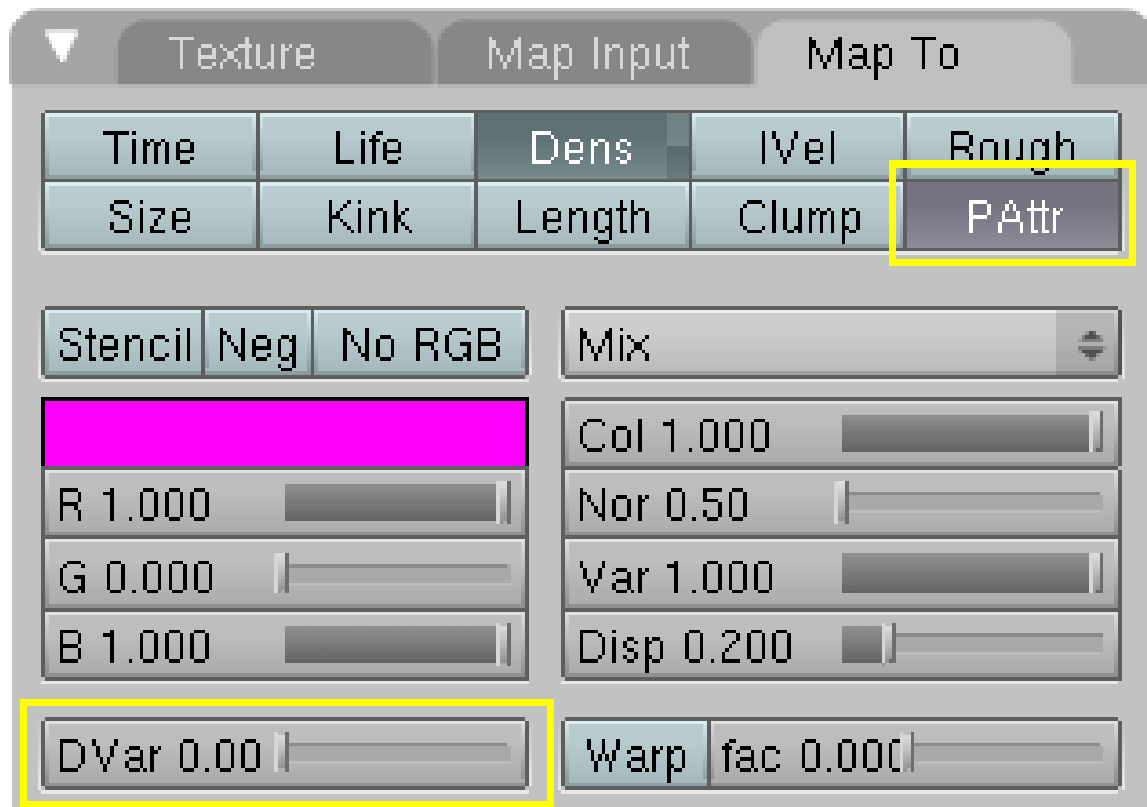 Texture Map Input Map To
Time Life Dens IVel Rough
Size Kink Length Clump PAttr
Stencil Neg No RGB Mix
Col 1.000
R 1.000 Nor 0.50
G 0.000 Var 1.000
B 1.000 Disp 0.200
DVar 0.00 Warp fac 0.000